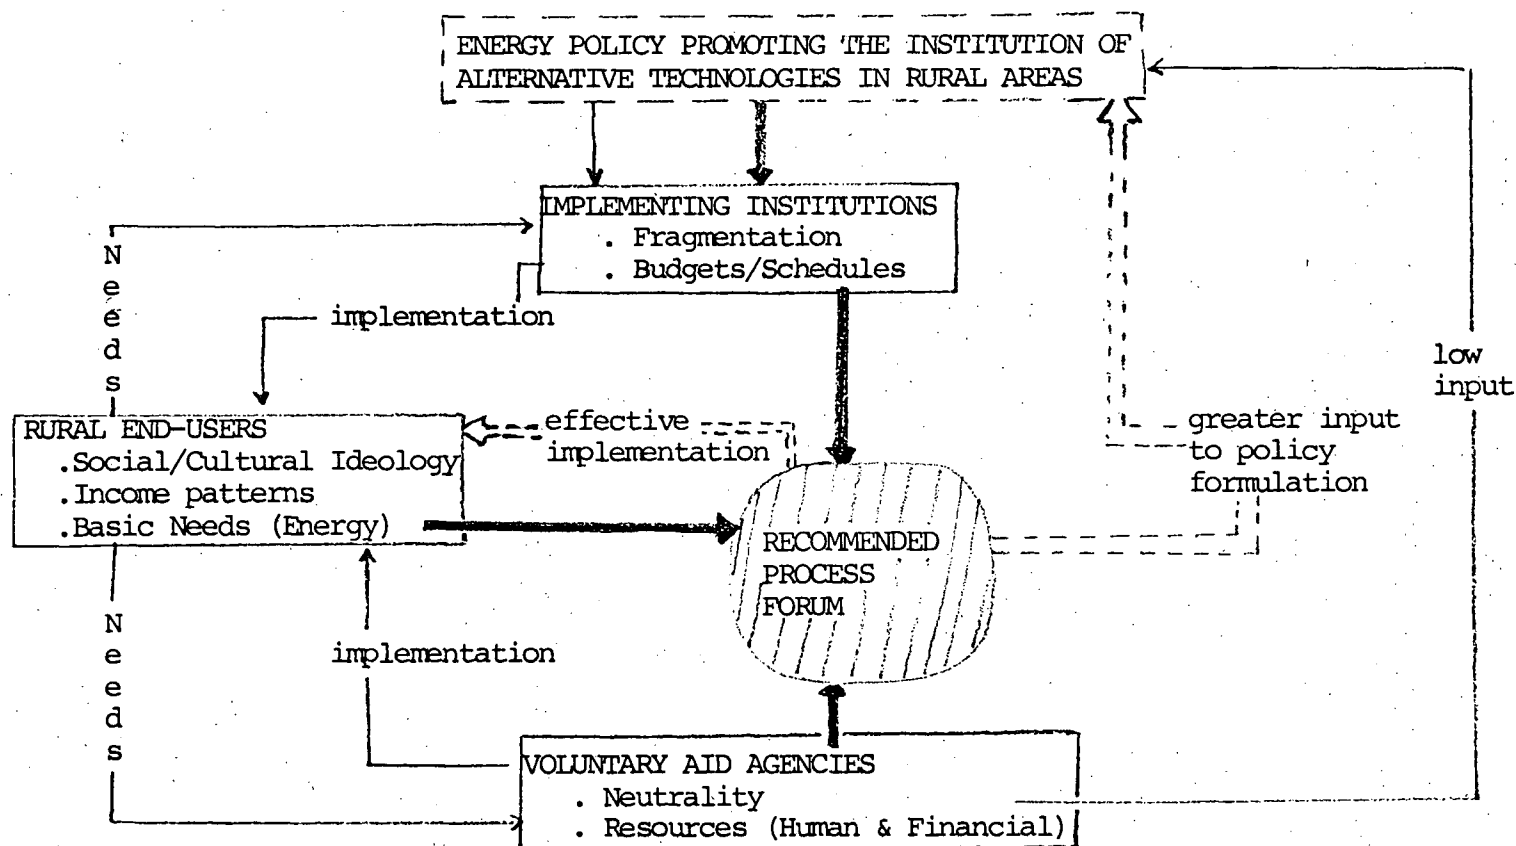 ENERGY POLICY PROMOTING THE INSTITUTION OF
ALTERNATIVE TECHNOLOGIES IN RURAL AREAS
IMPLEMENTING INSTITUTIONS
. Fragmentation
. Budgets/Schedules
Needs
implementation
low
input
RURAL END-USERS
.Social/Cultural Ideology
.Income patterns
.Basic Needs (Energy)
effective
implementation
greater input
to policy
formulation
RECOMMENDED
PROCESS
FORUM
Needs
implementation
VOLUNTARY AID AGENCIES
. Neutrality
. Resources (Human & Financial)